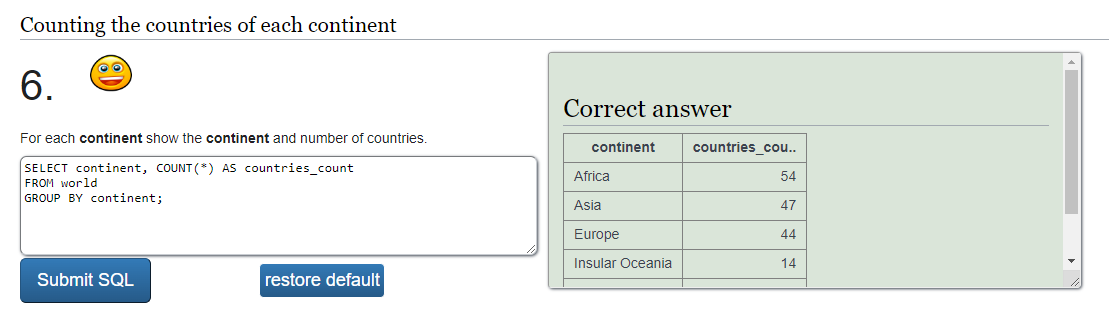 Counting the countries of each continent
6.
For each continent show the continent and number of countries.
SELECT continent, COUNT(*) AS countries_count
FROM world
GROUP BY continent;
Submit SQL
restore default
Correct answer
continent countries_cou..
Africa 54
Asia 47
Europe 44
Insular Oceania 14